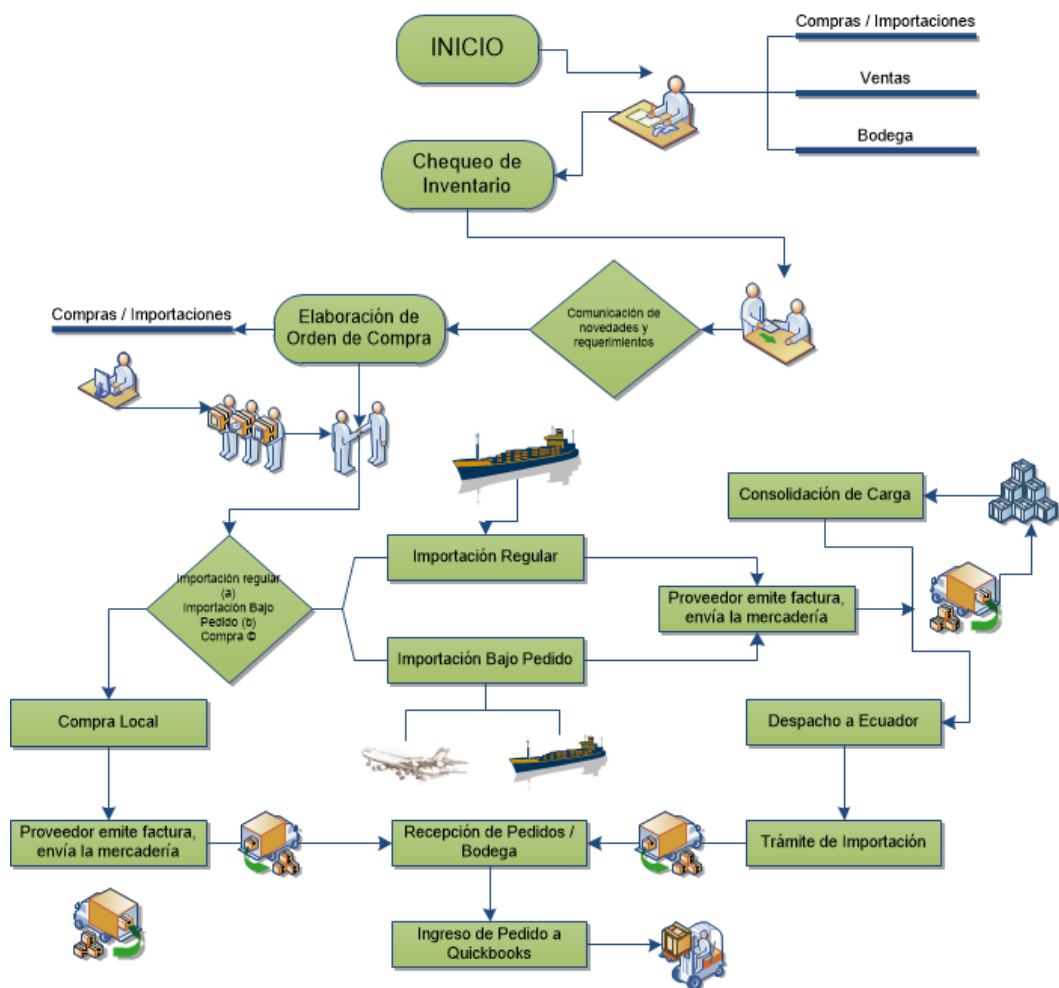 INICIO
Compras / Importaciones
Ventas
Bodega
Chequeo de
Inventario
Comunicación de
novedades y
requerimientos
Elaboración de
Orden de Compra
Compras / Importaciones
Consolidación de Carga
Importación regular
(a)
Importación Bajo
Pedido (b)
Compra ©
Importación Regular
Proveedor emite factura,
envía la mercadería
Importación Bajo Pedido
Compra Local
Despacho a Ecuador
Proveedor emite factura,
envía la mercadería
Recepción de Pedidos /
Bodega
Trámite de Importación
Ingreso de Pedido a
Quickbooks